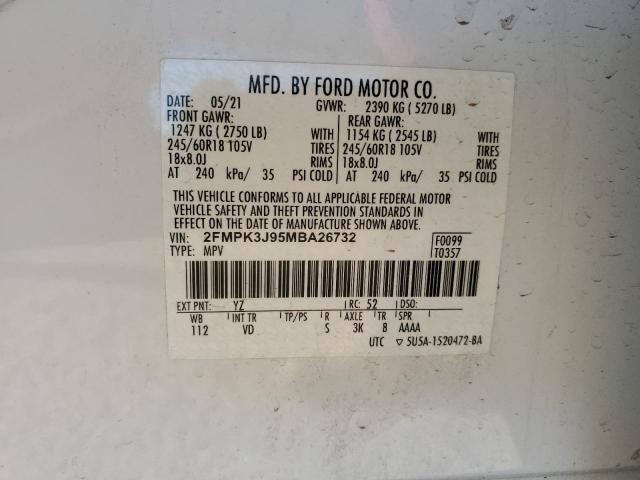 MFD. BY FORD MOTOR CO.
DATE: 05/21 GVWR: 2390 KG ( 5270 LB)
FRONT GAWR: REAR GAWR:
1247 KG ( 2750 LB) WITH 1154 KG ( 2545 LB) WITH
245/60R18 105V TIRES 245/60R18 105V TIRES
18x8.0J RIMS 18x8.0J RIMS
AT 240 kPa/ 35 PSI COLD AT 240 kPa/ 35 PSI COLD
THIS VEHICLE CONFORMS TO ALL APPLICABLE FEDERAL MOTOR
VEHICLE SAFETY AND THEFT PREVENTION STANDARDS IN
EFFECT ON THE DATE OF MANUFACTURE SHOWN ABOVE.
VIN: 2FMPK3J95MBA26732 F0099
TYPE: MPV T0357
EXT PNT: YZ RC: 52 DSO:
WB INT TR TP/PS R AXLE TR SPR
112 VD S 3K 8 AAAA
UTC ▽ 5U5A-1520472-BA